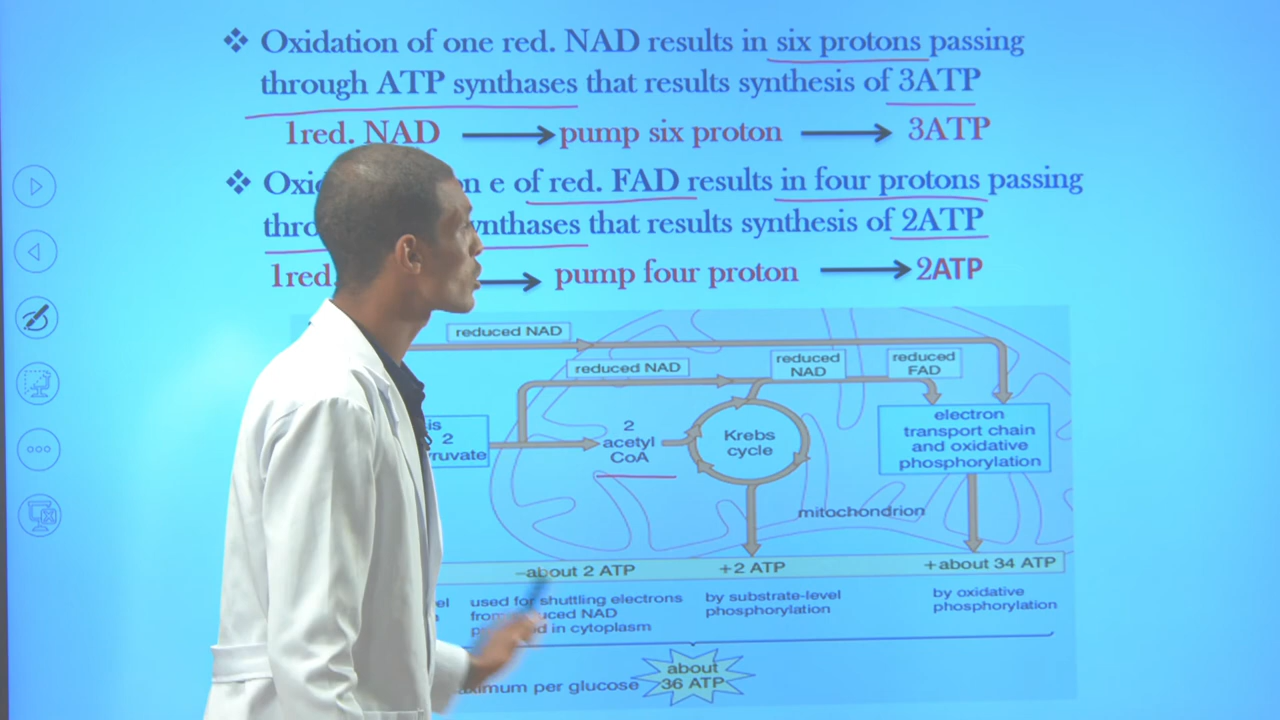 ❖ Oxidation of one red. NAD results in six protons passing
through ATP synthases that results synthesis of 3ATP
1red. NAD → pump six proton → 3ATP
❖ Oxi n e of red. FAD results in four protons passing
thro ynthases that results synthesis of 2ATP
1red. → pump four proton → 2ATP
reduced NAD
reduced NAD
reduced
NAD
reduced
FAD
is
2
ruvate
2
acetyl
CoA
Krebs
cycle
electron
transport chain
and oxidative
phosphorylation
mitochondrion
–about 2 ATP
+2 ATP
+about 34 ATP
el
used for shuttling electrons
from uced NAD
p d in cytoplasm
by substrate-level
phosphorylation
by oxidative
phosphorylation
ximum per glucose
about
36 ATP